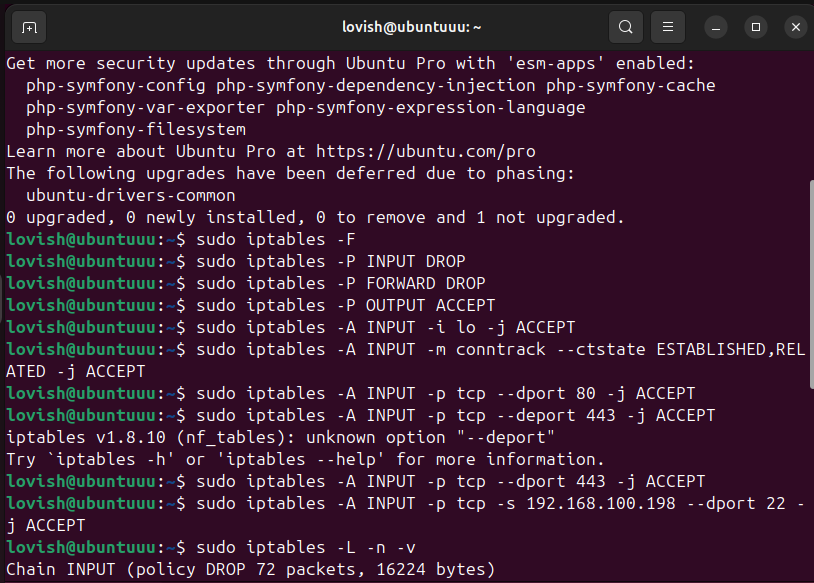 lovish@ubuntuuu: ~
Get more security updates through Ubuntu Pro with 'esm-apps' enabled:
  php-symfony-config php-symfony-dependency-injection php-symfony-cache
  php-symfony-var-exporter php-symfony-expression-language
  php-symfony-filesystem
Learn more about Ubuntu Pro at https://ubuntu.com/pro
The following upgrades have been deferred due to phasing:
  ubuntu-drivers-common
0 upgraded, 0 newly installed, 0 to remove and 1 not upgraded.
lovish@ubuntuuu:~$ sudo iptables -F
lovish@ubuntuuu:~$ sudo iptables -P INPUT DROP
lovish@ubuntuuu:~$ sudo iptables -P FORWARD DROP
lovish@ubuntuuu:~$ sudo iptables -P OUTPUT ACCEPT
lovish@ubuntuuu:~$ sudo iptables -A INPUT -i lo -j ACCEPT
lovish@ubuntuuu:~$ sudo iptables -A INPUT -m conntrack --ctstate ESTABLISHED,REL
ATED -j ACCEPT
lovish@ubuntuuu:~$ sudo iptables -A INPUT -p tcp --dport 80 -j ACCEPT
lovish@ubuntuuu:~$ sudo iptables -A INPUT -p tcp --deport 443 -j ACCEPT
iptables v1.8.10 (nf_tables): unknown option "--deport"
Try `iptables -h' or 'iptables --help' for more information.
lovish@ubuntuuu:~$ sudo iptables -A INPUT -p tcp --dport 443 -j ACCEPT
lovish@ubuntuuu:~$ sudo iptables -A INPUT -p tcp -s 192.168.100.198 --dport 22 -
j ACCEPT
lovish@ubuntuuu:~$ sudo iptables -L -n -v
Chain INPUT (policy DROP 72 packets, 16224 bytes)